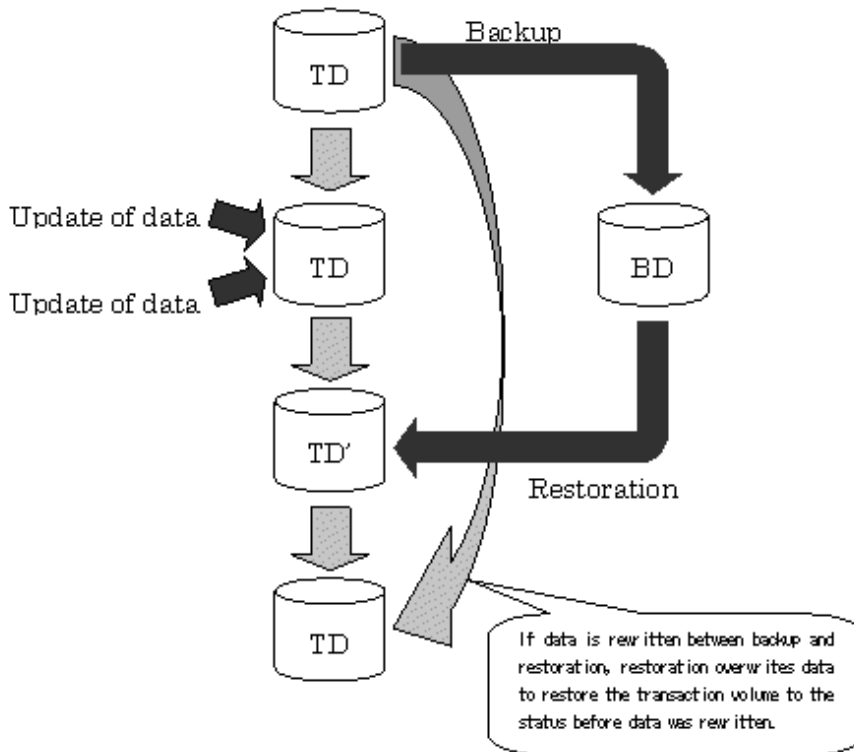 Backup
TD
Update of data
TD
BD
Update of data
TD'
Restoration
TD
If data is rewritten between backup and
restoration, restoration overwrites data
to restore the transaction volume to the
status before data was rewritten.